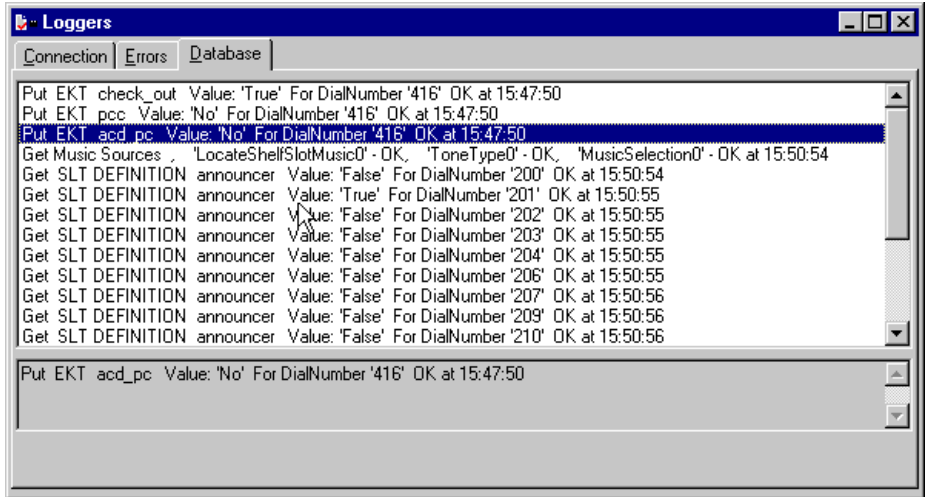 Loggers
Connection Errors Database
Put EKT check_out Value: 'True' For DialNumber '416' OK at 15:47:50
Put EKT pcc Value: 'No' For DialNumber '416' OK at 15:47:50
Put EKT acd_pc Value: 'No' For DialNumber '416' OK at 15:47:50
Get Music Sources , 'LocateShelfSlotMusic0' - OK, 'ToneType0' - OK, 'MusicSelection0' - OK at 15:50:54
Get SLT DEFINITION announcer Value: 'False' For DialNumber '200' OK at 15:50:54
Get SLT DEFINITION announcer Value: 'True' For DialNumber '201' OK at 15:50:55
Get SLT DEFINITION announcer Value: 'False' For DialNumber '202' OK at 15:50:55
Get SLT DEFINITION announcer Value: 'False' For DialNumber '203' OK at 15:50:55
Get SLT DEFINITION announcer Value: 'False' For DialNumber '204' OK at 15:50:55
Get SLT DEFINITION announcer Value: 'False' For DialNumber '206' OK at 15:50:55
Get SLT DEFINITION announcer Value: 'False' For DialNumber '207' OK at 15:50:56
Get SLT DEFINITION announcer Value: 'False' For DialNumber '209' OK at 15:50:56
Get SLT DEFINITION announcer Value: 'False' For DialNumber '210' OK at 15:50:56
Put EKT acd_pc Value: 'No' For DialNumber '416' OK at 15:47:50